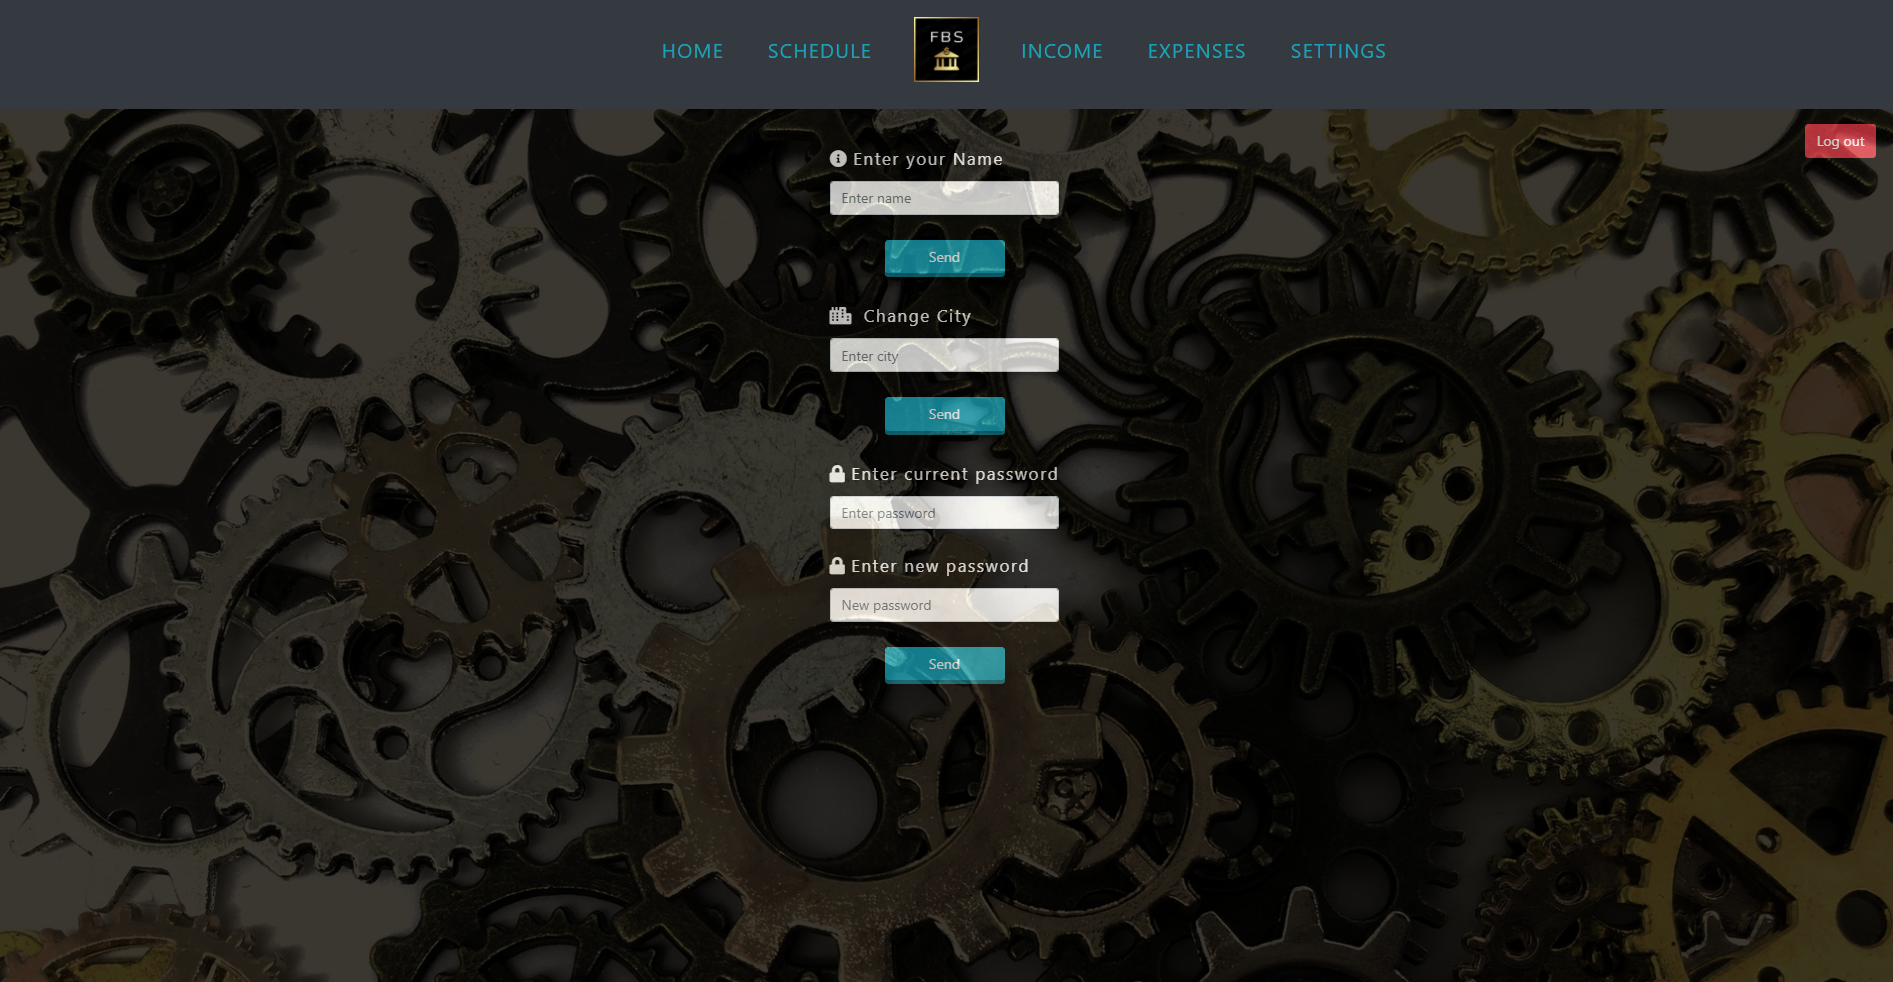 HOME SCHEDULE FBS INCOME EXPENSES SETTINGS
Log out
Enter your Name
Enter name
Send
Change City
Enter city
Send
Enter current password
Enter password
Enter new password
New password
Send